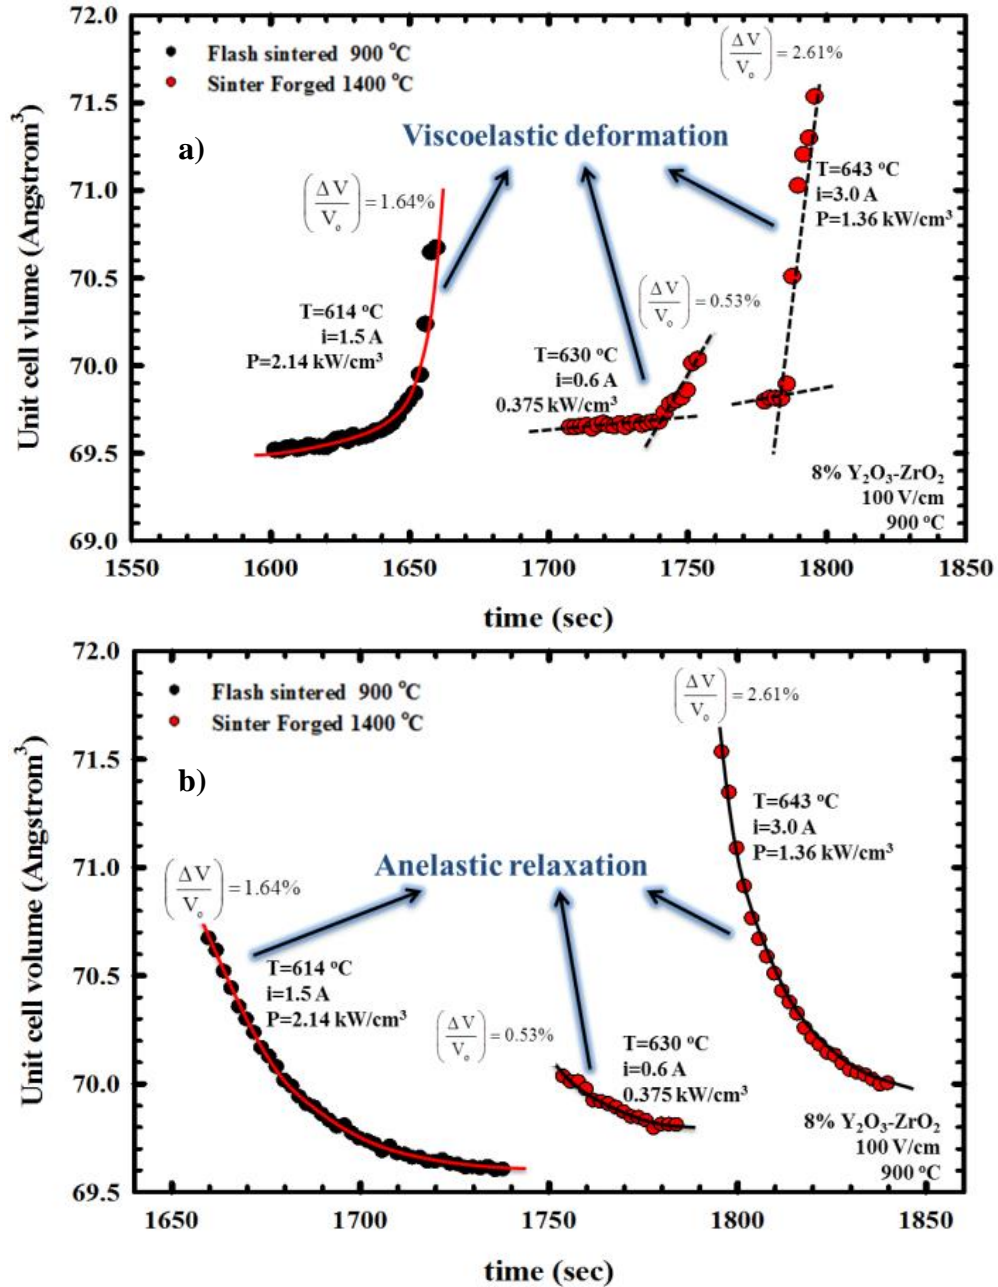 72.0
71.5
71.0
70.5
70.0
69.5
69.0
Unit cell vlume (Angstrom³)
Flash sintered 900 °C
Sinter Forged 1400 °C
a)
Viscoelastic deformation
(ΔV/Vₒ) = 2.61%
T=643 °C
i=3.0 A
P=1.36 kW/cm³
(ΔV/Vₒ) = 1.64%
T=614 °C
i=1.5 A
P=2.14 kW/cm³
(ΔV/Vₒ) = 0.53%
T=630 °C
i=0.6 A
0.375 kW/cm³
8% Y₂O₃-ZrO₂
100 V/cm
900 °C
1550 1600 1650 1700 1750 1800 1850
time (sec)
72.0
71.5
71.0
70.5
70.0
69.5
Unit cell volume (Angstrom³)
Flash sintered 900 °C
Sinter Forged 1400 °C
b)
Anelastic relaxation
(ΔV/Vₒ) = 2.61%
T=643 °C
i=3.0 A
P=1.36 kW/cm³
(ΔV/Vₒ) = 1.64%
T=614 °C
i=1.5 A
P=2.14 kW/cm³
(ΔV/Vₒ) = 0.53%
T=630 °C
i=0.6 A
0.375 kW/cm³
8% Y₂O₃-ZrO₂
100 V/cm
900 °C
1650 1700 1750 1800 1850
time (sec)